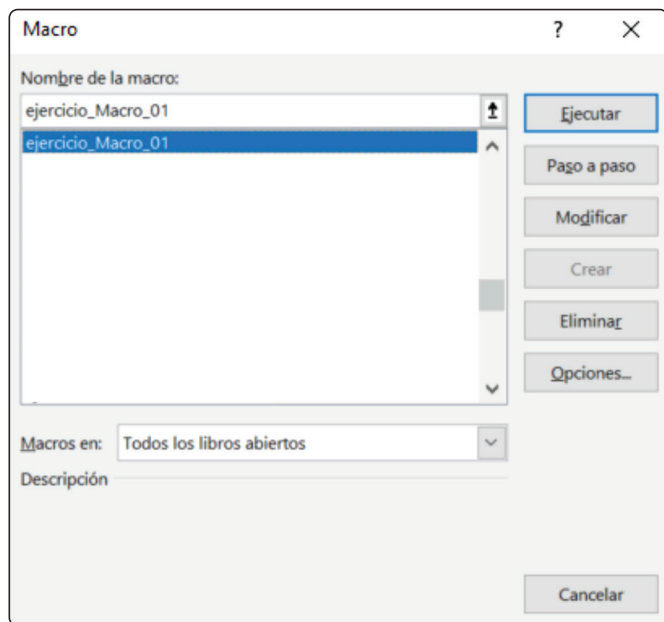 Macro
?
Nombre de la macro:
ejercicio_Macro_01
ejercicio_Macro_01
Ejecutar
Paso a paso
Modificar
Crear
Eliminar
Opciones...
Macros en: Todos los libros abiertos
Descripción
Cancelar